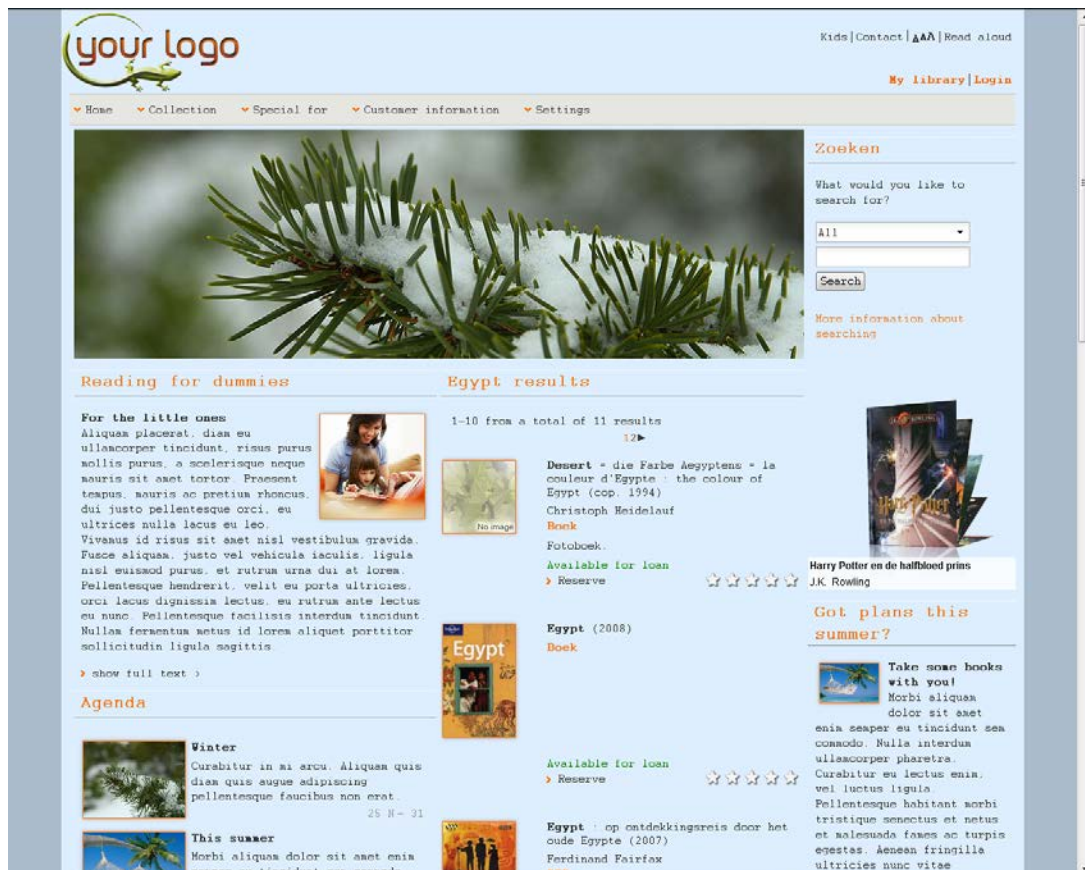 your logo
Kids|Contact|AAA|Read aloud
My library|Login
Home Collection Special for Customer information Settings
Zoeken
What would you like to
search for?
All
Search
More information about
searching
Reading for dummies
For the little ones
Aliquam placerat, diam eu
ullamcorper tincidunt, risus purus
mollis purus, a scelerisque neque
mauris sit amet tortor. Praesent
tempus, mauris ac pretium rhoncus,
dui justo pellentesque orci, eu
ultrices nulla lacus eu leo.
Vivamus id risus sit amet nisl vestibulum gravida.
Fusce aliquam, justo vel vehicula iaculis, ligula
nisl euismod purus, et rutrum urna dui at lorem.
Pellentesque hendrerit, velit eu porta ultricies,
orci lacus dignissim lectus, eu rutrum ante lectus
eu nunc. Pellentesque facilisis interdum tincidunt.
Nullam fermentum metus id lorem aliquet porttitor
sollicitudin ligula sagittis.
show full text ›
Agenda
Winter
Curabitur in mi arcu. Aliquam quis
diam quis augue adipiscing
pellentesque faucibus non erat.
25 N - 31
This summer
Morbi aliquam dolor sit amet enim
Egypt results
1-10 from a total of 11 results
12▶
No image
Desert = die Farbe Aegyptens = la
couleur d'Egypte : the colour of
Egypt (cop. 1994)
Christoph Heidelauf
Boek
Fotoboek.
Available for loan
Reserve
Egypt
Egypt (2008)
Boek
Available for loan
Reserve
Egypt : op ontdekkingsreis door het
oude Egypte (2007)
Ferdinand Fairfax
Harry Potter
Harry Potter en de halfbloed prins
J.K. Rowling
Got plans this
summer?
Take some books
with you!
Morbi aliquam
dolor sit amet
enim semper eu tincidunt sem
commodo. Nulla interdum
ullamcorper pharetra.
Curabitur eu lectus enim,
vel luctus ligula.
Pellentesque habitant morbi
tristique senectus et netus
et malesuada fames ac turpis
egestas. Aenean fringilla
ultricies nunc vitae